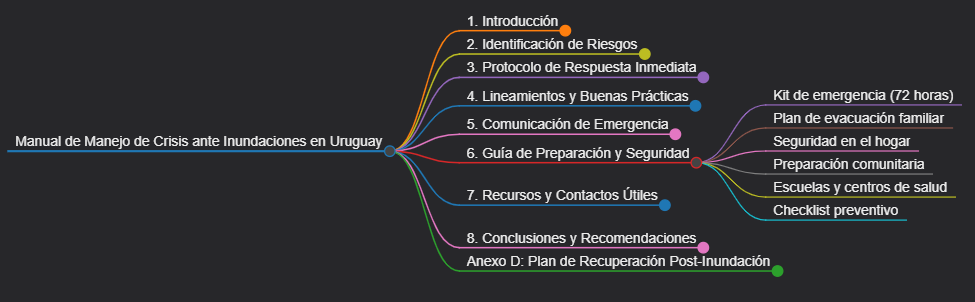 Manual de Manejo de Crisis ante Inundaciones en Uruguay
1. Introducción
2. Identificación de Riesgos
3. Protocolo de Respuesta Inmediata
4. Lineamientos y Buenas Prácticas
5. Comunicación de Emergencia
6. Guía de Preparación y Seguridad
Kit de emergencia (72 horas)
Plan de evacuación familiar
Seguridad en el hogar
Preparación comunitaria
Escuelas y centros de salud
Checklist preventivo
7. Recursos y Contactos Útiles
8. Conclusiones y Recomendaciones
Anexo D: Plan de Recuperación Post-Inundación